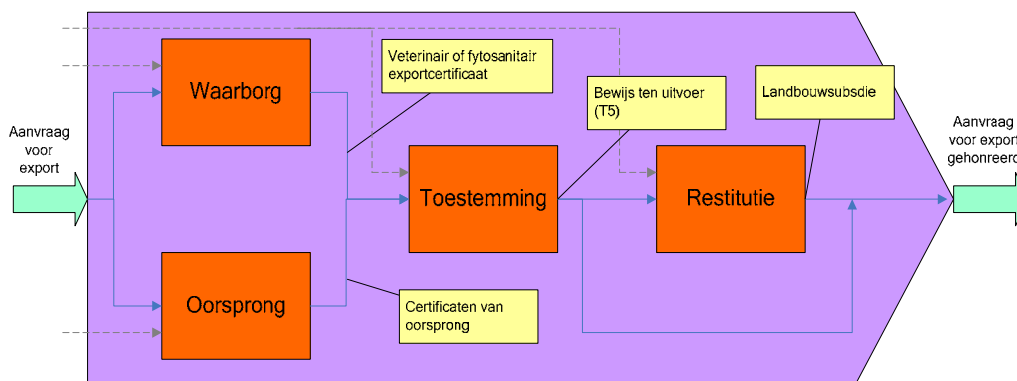 Aanvraag
voor
export
Waarborg
Oorsprong
Veterinair of fytosanitair
exportcertificaat
Certificaten van
oorsprong
Toestemming
Bewijs ten uitvoer
(T5)
Restitutie
Landbouwsubsdie
Aanvraag
voor export
gehonreerd